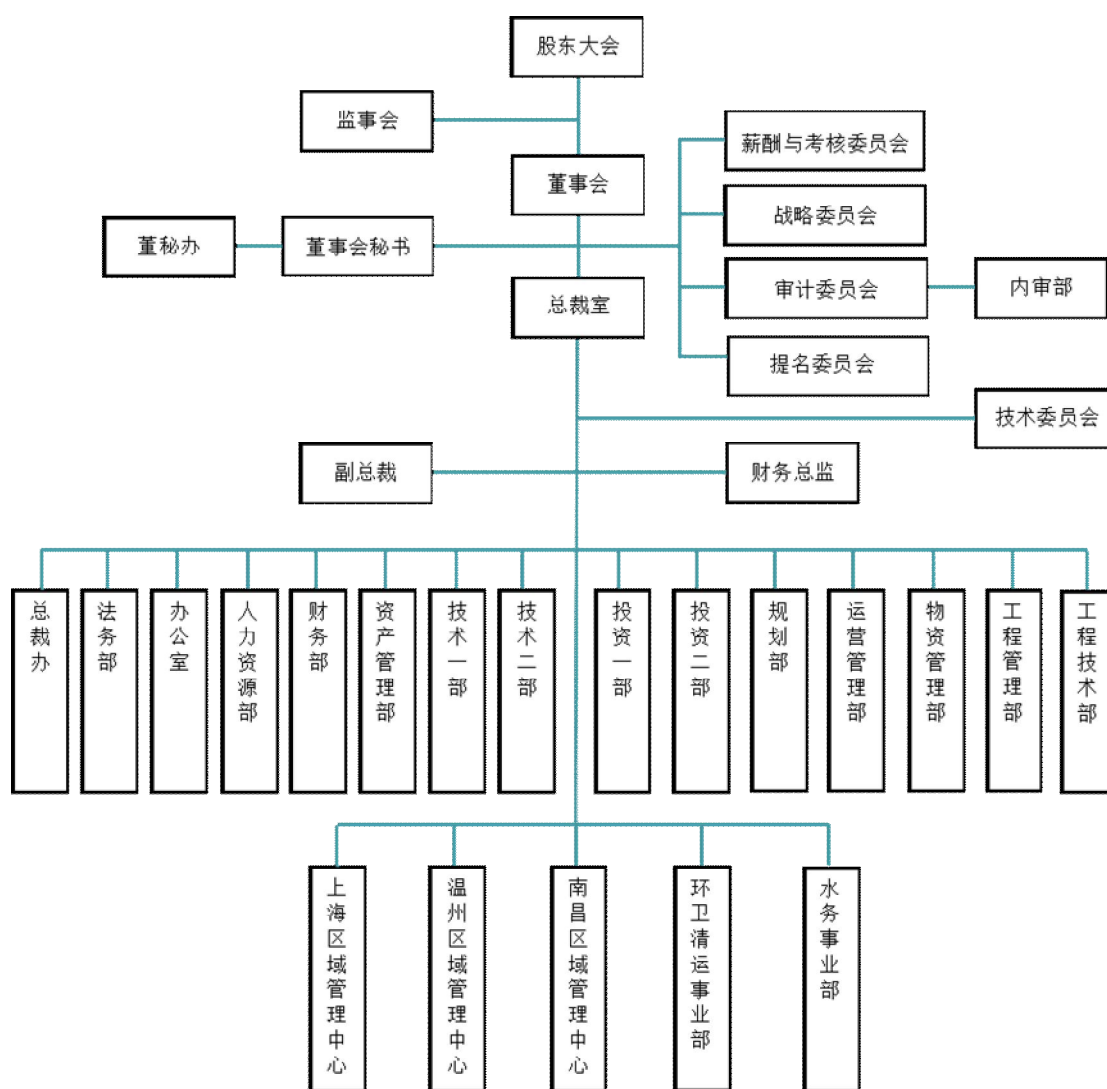 股东大会
监事会
薪酬与考核委员会
董事会
战略委员会
董秘办
董事会秘书
审计委员会
内审部
总裁室
提名委员会
技术委员会
副总裁
财务总监
总裁办
法务部
办公室
人力资源部
财务部
资产管理部
技术一部
技术二部
投资一部
投资二部
规划部
运营管理部
物资管理部
工程管理部
工程技术部
上海区域管理中心
温州区域管理中心
南昌区域管理中心
环卫清运事业部
水务事业部